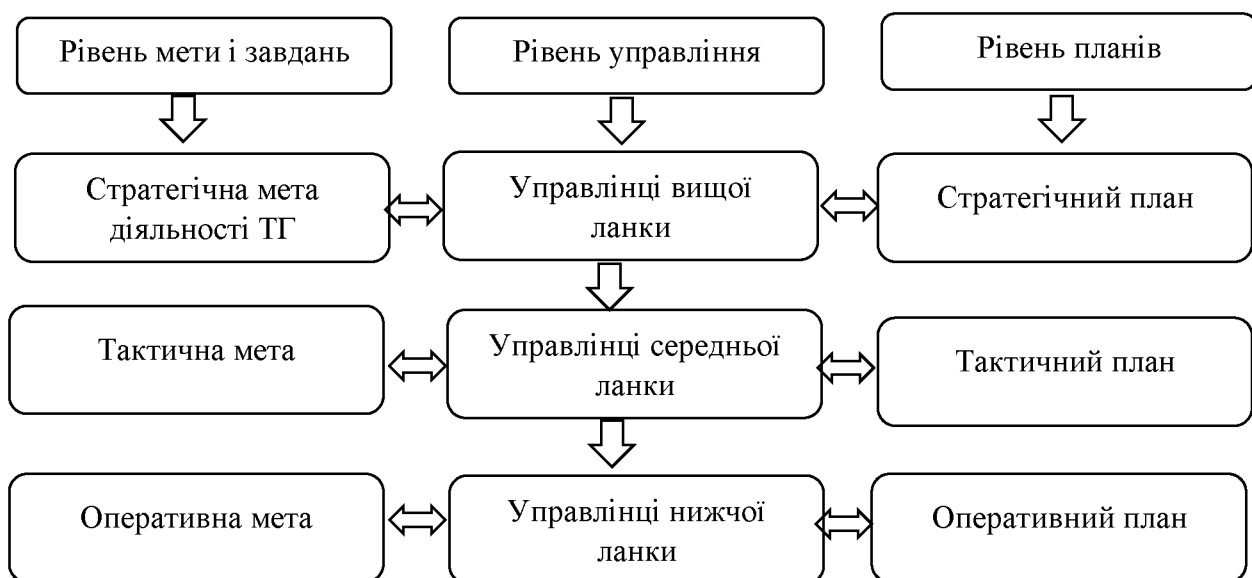 Рівень мети і завдань
Рівень управління
Рівень планів
Стратегічна мета
діяльності ТГ
Управлінці вищої
ланки
Стратегічний план
Тактична мета
Управлінці середньої
ланки
Тактичний план
Оперативна мета
Управлінці нижчої
ланки
Оперативний план